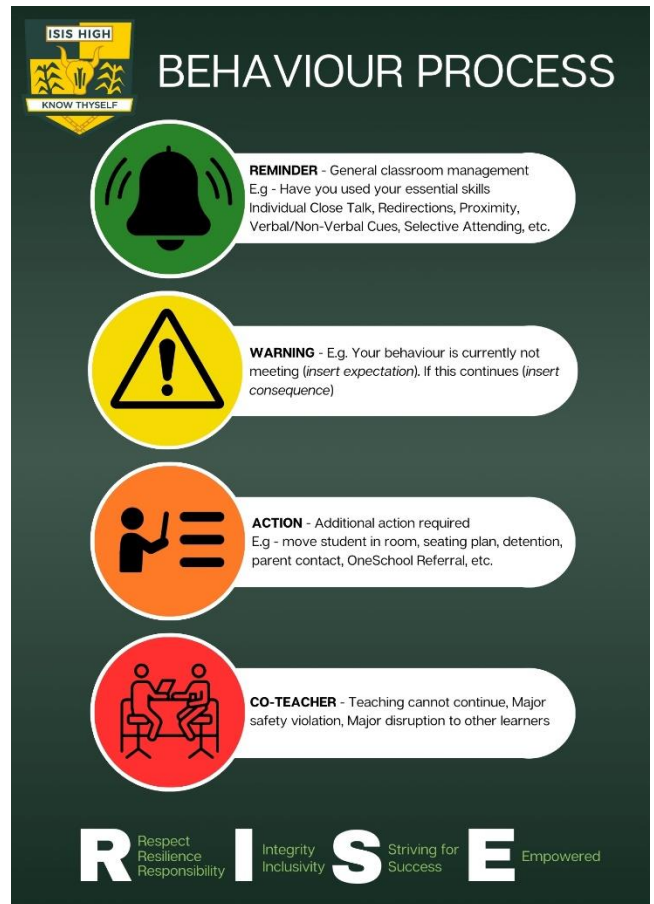 ISIS HIGH
KNOW THYSELF
BEHAVIOUR PROCESS
REMINDER - General classroom management
E.g - Have you used your essential skills
Individual Close Talk, Redirections, Proximity,
Verbal/Non-Verbal Cues, Selective Attending, etc.
WARNING - E.g. Your behaviour is currently not
meeting (insert expectation). If this continues (insert
consequence)
ACTION - Additional action required
E.g - move student in room, seating plan, detention,
parent contact, OneSchool Referral, etc.
CO-TEACHER - Teaching cannot continue, Major
safety violation, Major disruption to other learners
R
Respect
Resilience
Responsibility
I
Integrity
Inclusivity
S
Striving for
Success
E
Empowered